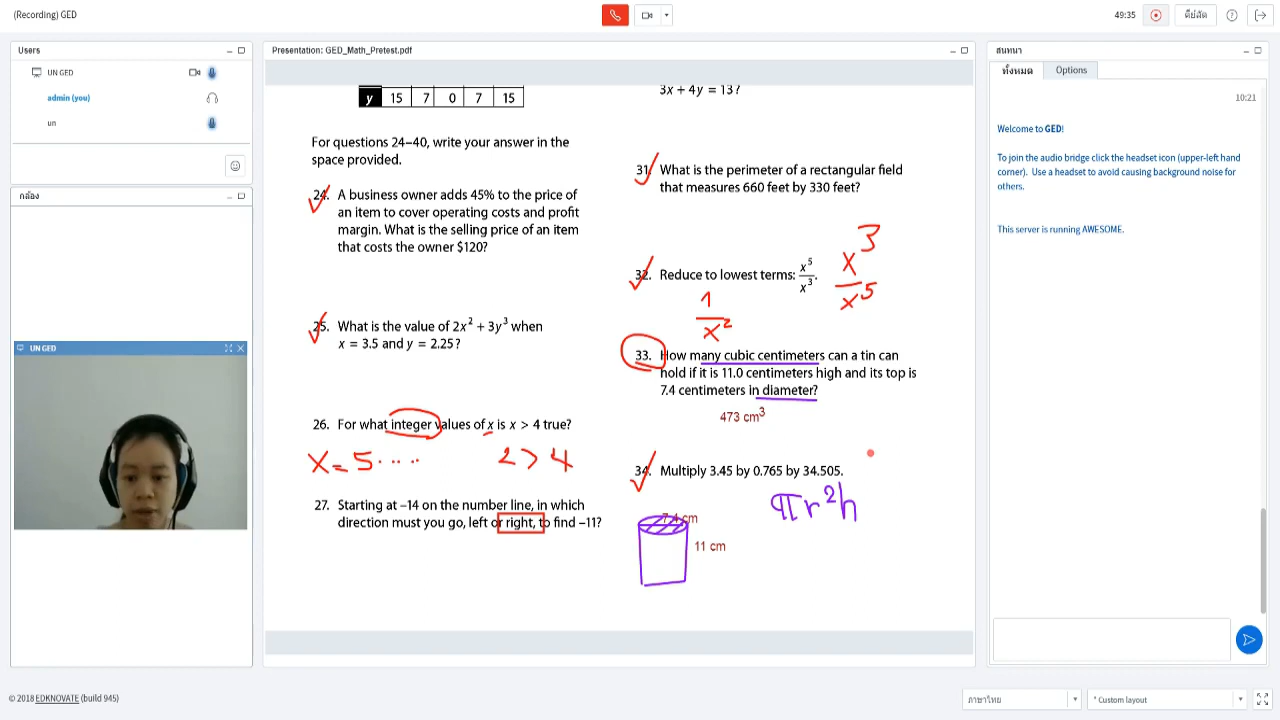 (Recording) GED
49:35
คีย์ลัด
Users
UN GED
admin (you)
un
กล้อง
UN GED
Presentation: GED_Math_Pretest.pdf
y 15 7 0 7 15
For questions 24–40, write your answer in the
space provided.
24. A business owner adds 45% to the price of
an item to cover operating costs and profit
margin. What is the selling price of an item
that costs the owner $120?
25. What is the value of 2x² + 3y³ when
x = 3.5 and y = 2.25?
26. For what integer values of x is x > 4 true?
x = 5 .....
2 > 4
27. Starting at –14 on the number line, in which
direction must you go, left or right, to find –11?
3x + 4y = 13?
31. What is the perimeter of a rectangular field
that measures 660 feet by 330 feet?
32. Reduce to lowest terms: x⁵/x³.
x³/x⁵
1/x²
33. How many cubic centimeters can a tin can
hold if it is 11.0 centimeters high and its top is
7.4 centimeters in diameter?
473 cm³
34. Multiply 3.45 by 0.765 by 34.505.
πr²h
7.4 cm
11 cm
สนทนา
ทั้งหมด
Options
10:21
Welcome to GED!
To join the audio bridge click the headset icon (upper-left hand
corner). Use a headset to avoid causing background noise for
others.
This server is running AWESOME.
© 2018 EDKNOVATE (build 945)
ภาษาไทย
* Custom layout